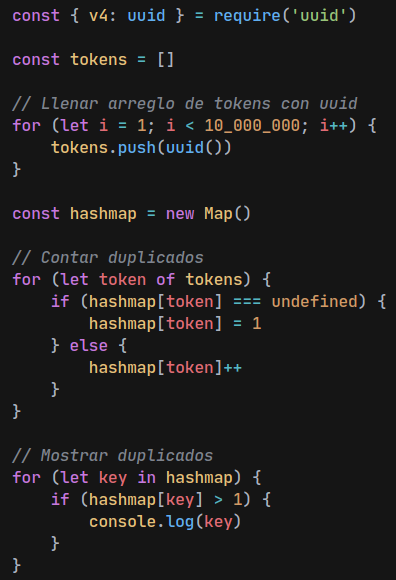 const { v4: uuid } = require('uuid')

const tokens = []

// Llenar arreglo de tokens con uuid
for (let i = 1; i < 10_000_000; i++) {
    tokens.push(uuid())
}

const hashmap = new Map()

// Contar duplicados
for (let token of tokens) {
    if (hashmap[token] === undefined) {
        hashmap[token] = 1
    } else {
        hashmap[token]++
    }
}

// Mostrar duplicados
for (let key in hashmap) {
    if (hashmap[key] > 1) {
        console.log(key)
    }
}